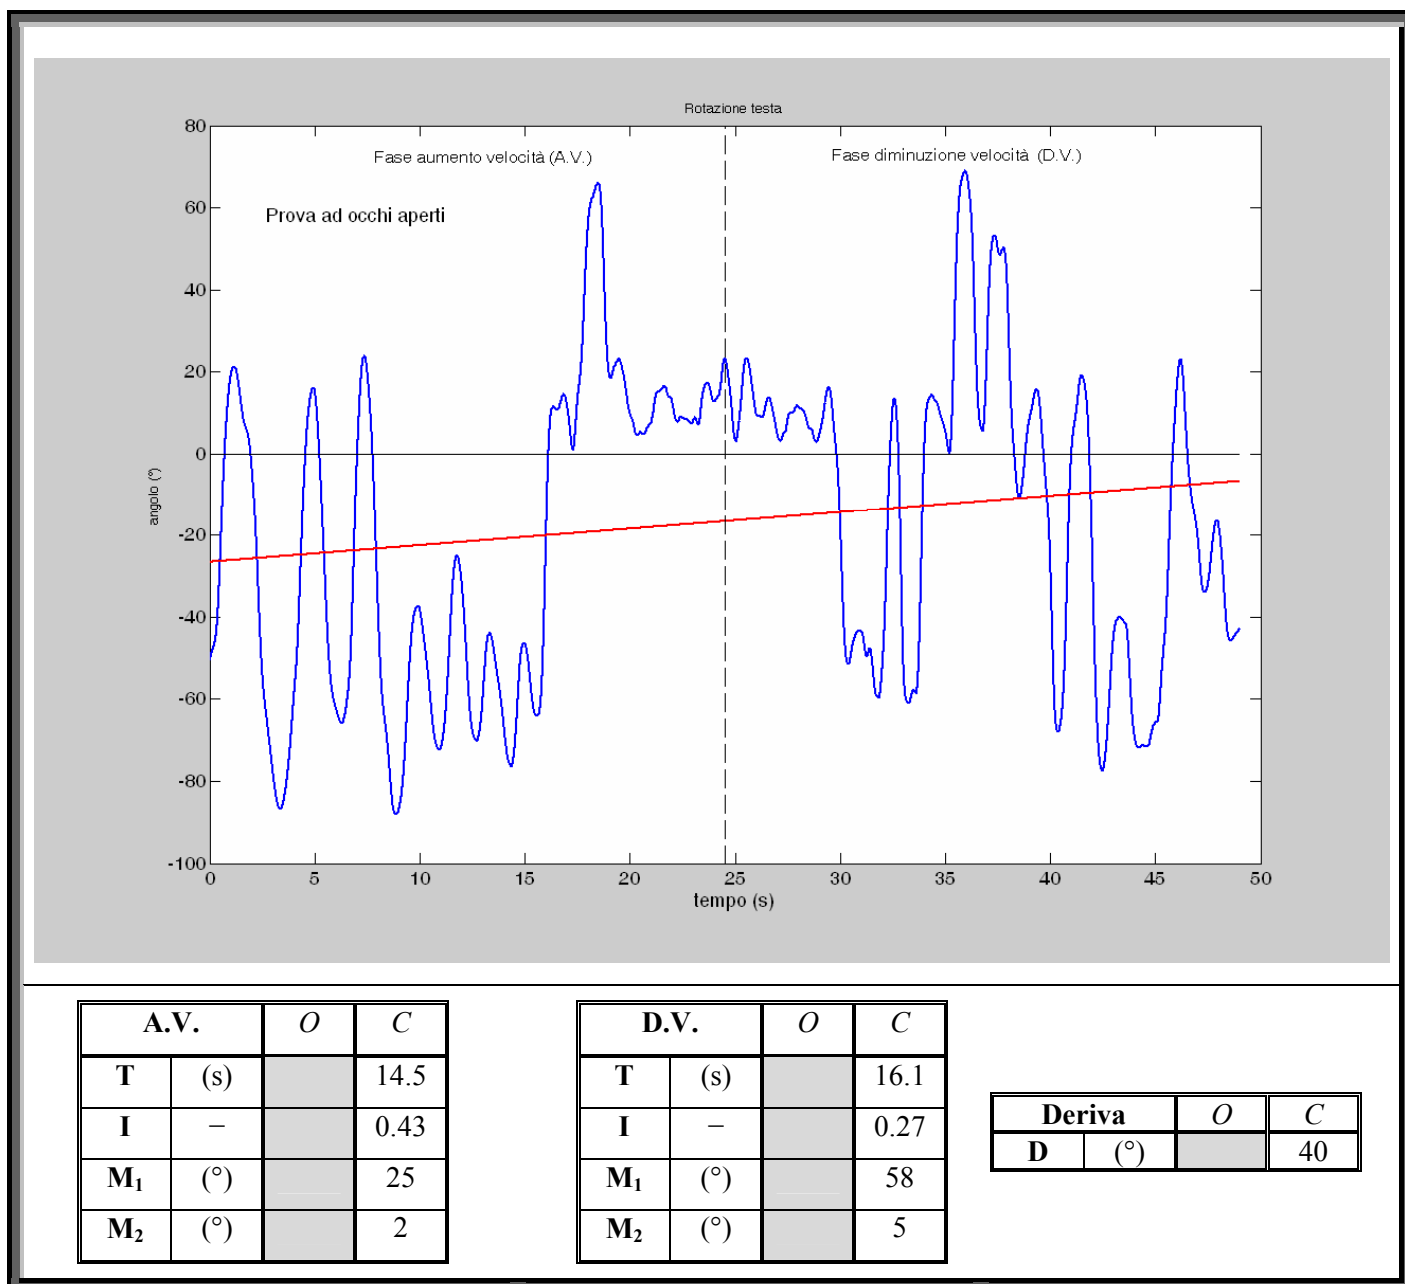 Rotazione testa
Fase aumento velocità (A.V.)
Fase diminuzione velocità (D.V.)
Prova ad occhi aperti
80
60
40
20
0
-20
-40
-60
-80
-100
angolo (°)
0 5 10 15 20 25 30 35 40 45 50
tempo (s)
A.V. O C
T (s) 14.5
I − 0.43
M₁ (°) 25
M₂ (°) 2
D.V. O C
T (s) 16.1
I − 0.27
M₁ (°) 58
M₂ (°) 5
Deriva O C
D (°) 40